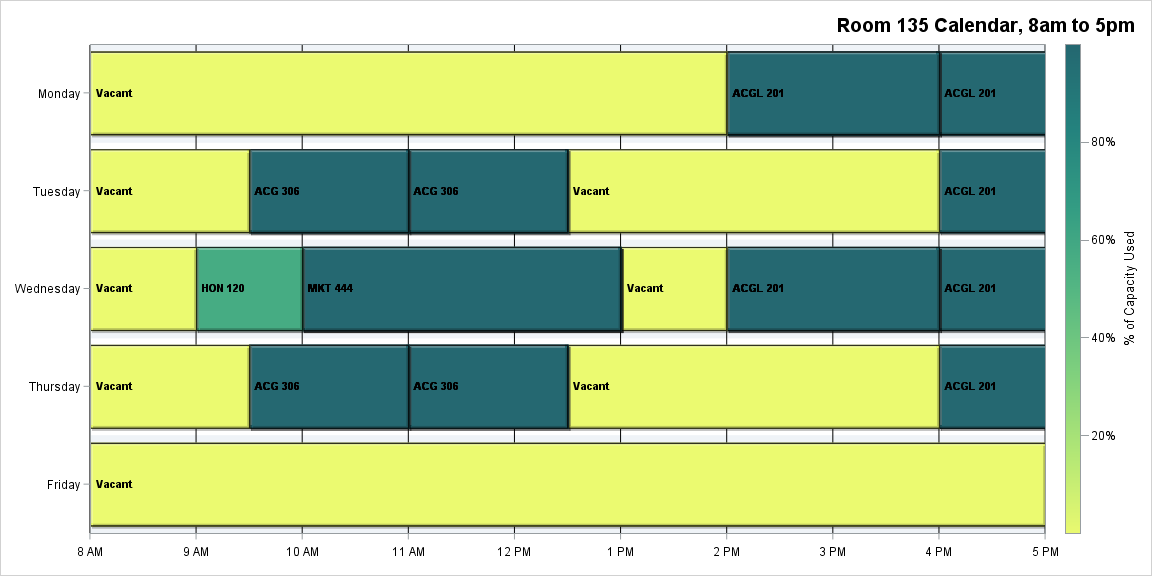 Room 135 Calendar, 8am to 5pm
Monday Vacant ACGL 201 ACGL 201
80%
Tuesday Vacant ACG 306 ACG 306 Vacant ACGL 201
60%
% of Capacity Used
Wednesday Vacant HON 120 MKT 444 Vacant ACGL 201 ACGL 201
40%
Thursday Vacant ACG 306 ACG 306 Vacant ACGL 201
20%
Friday Vacant
8 AM 9 AM 10 AM 11 AM 12 PM 1 PM 2 PM 3 PM 4 PM 5 PM